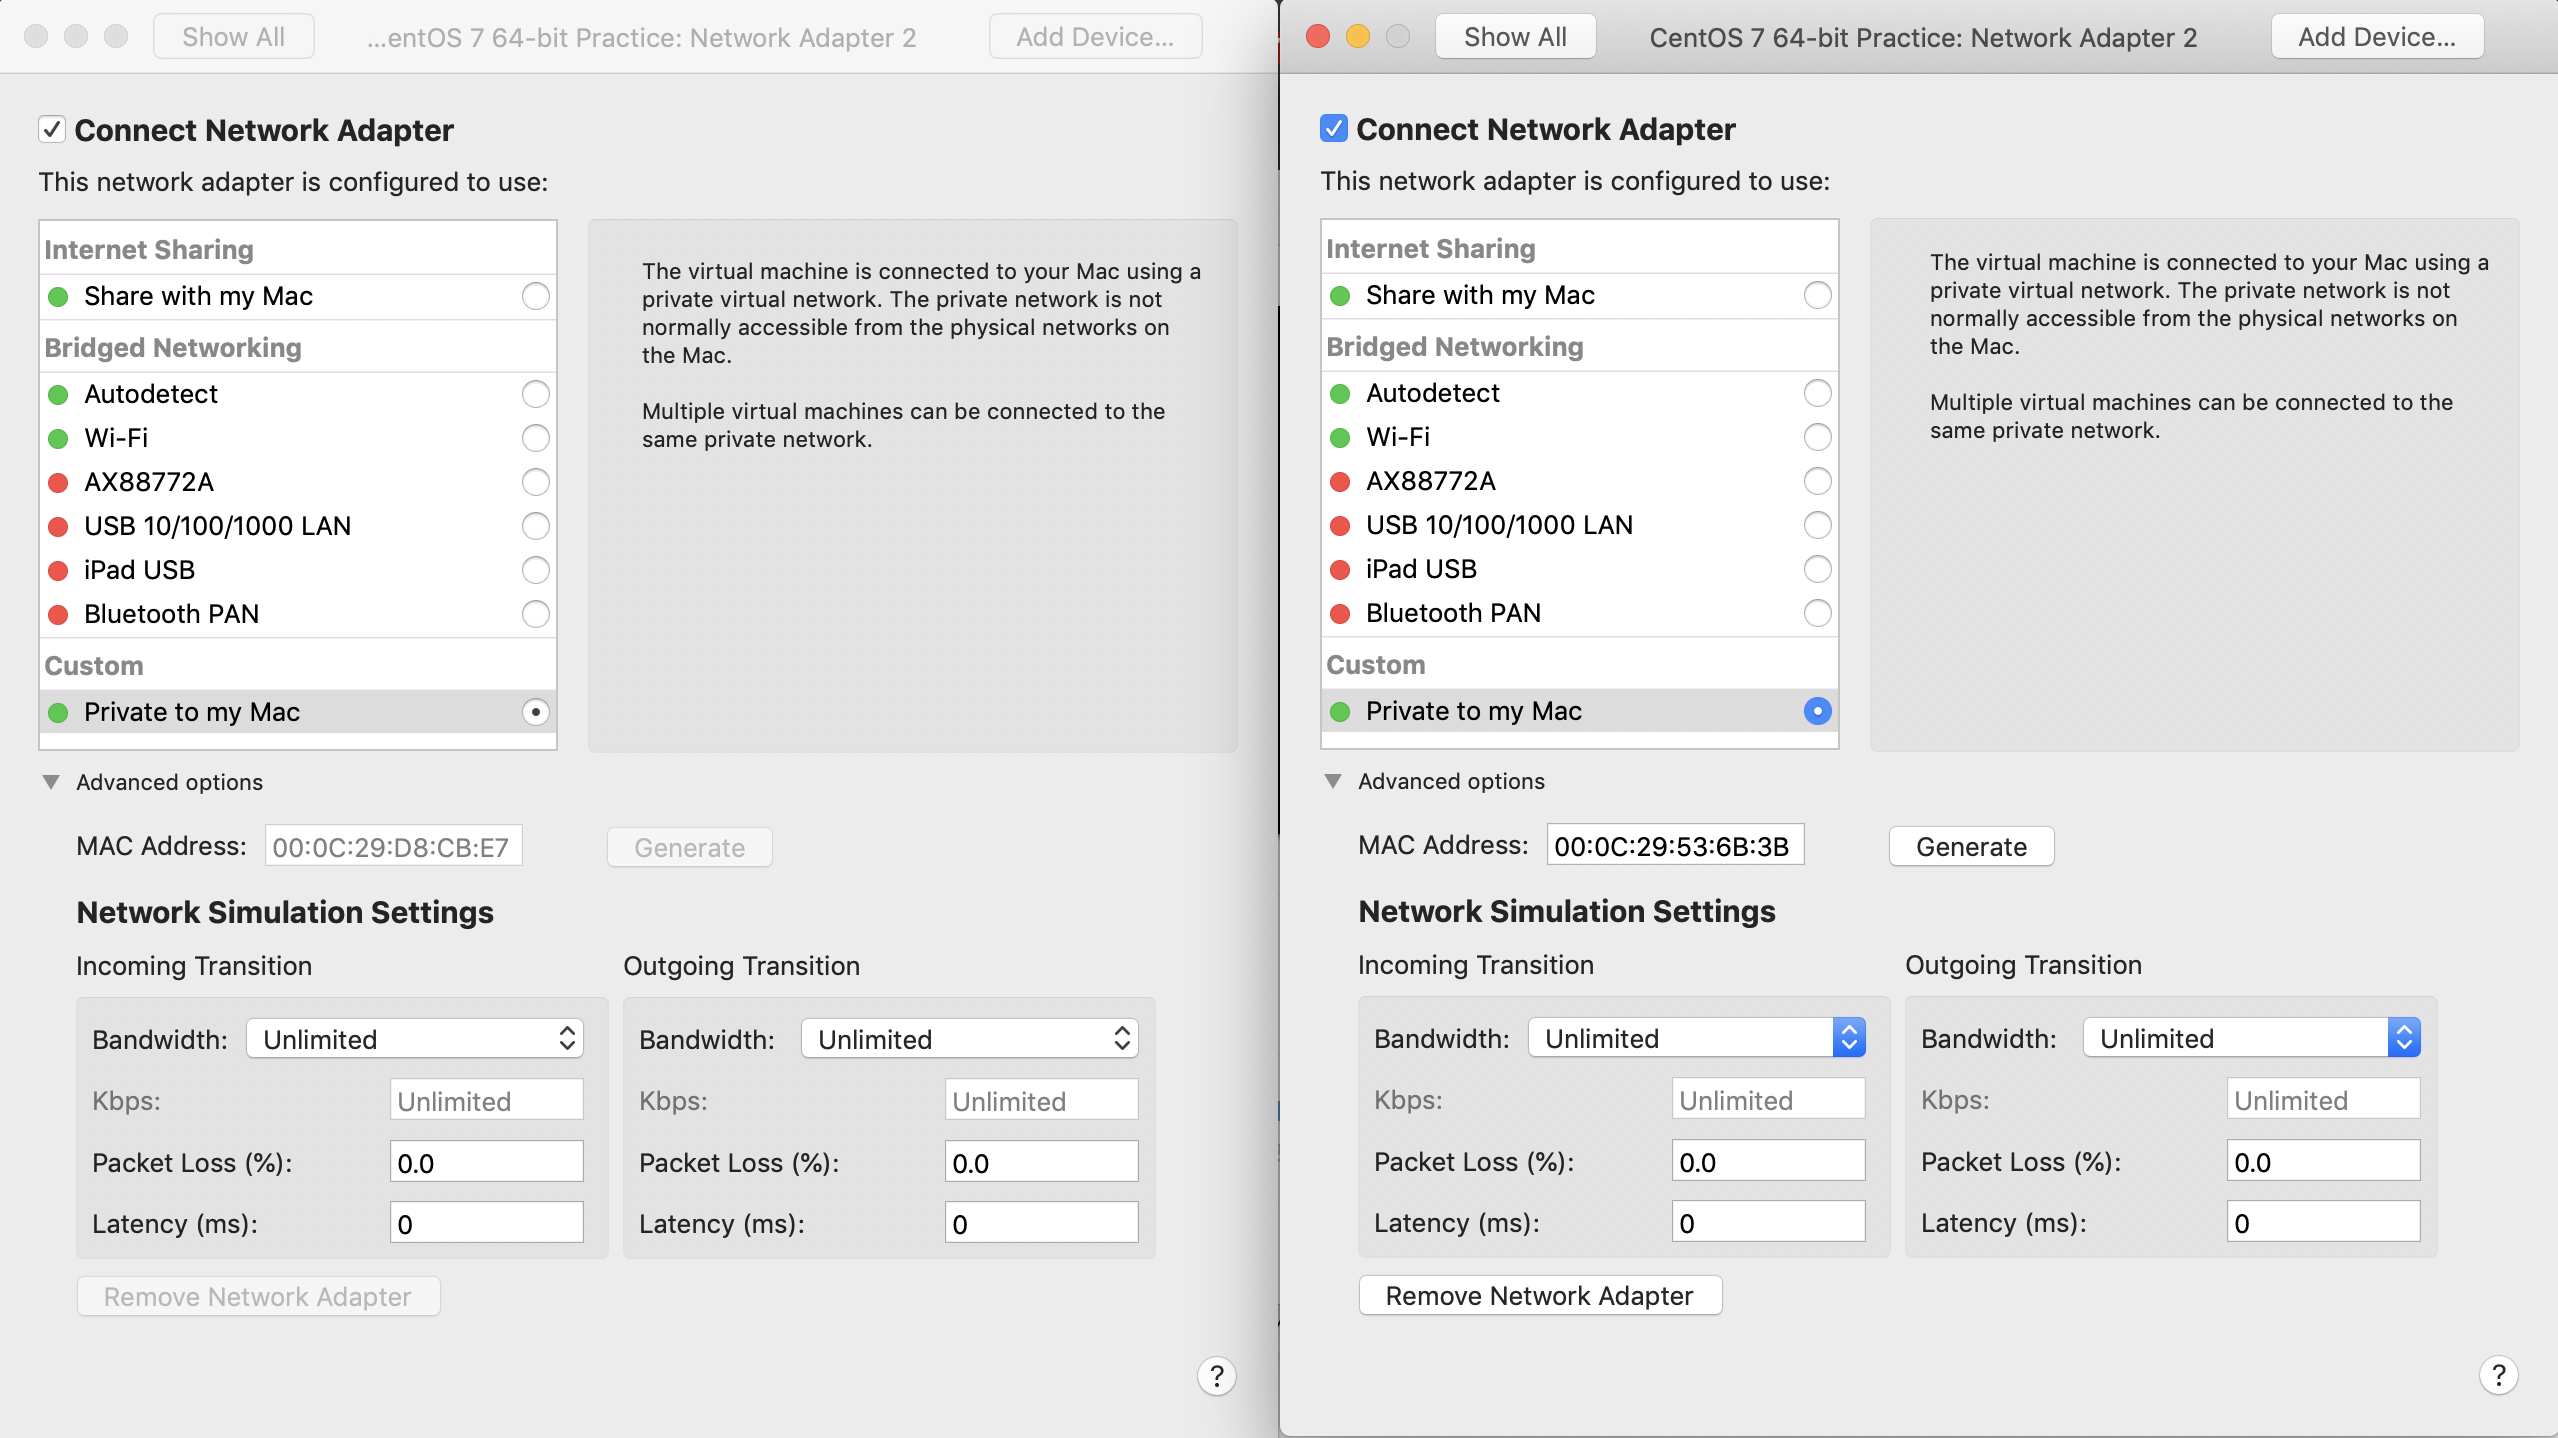 Show All
...entOS 7 64-bit Practice: Network Adapter 2
Add Device...
Connect Network Adapter
This network adapter is configured to use:
Internet Sharing
Share with my Mac
Bridged Networking
Autodetect
Wi-Fi
AX88772A
USB 10/100/1000 LAN
iPad USB
Bluetooth PAN
Custom
Private to my Mac
The virtual machine is connected to your Mac using a
private virtual network. The private network is not
normally accessible from the physical networks on
the Mac.
Multiple virtual machines can be connected to the
same private network.
Advanced options
MAC Address: 00:0C:29:D8:CB:E7 Generate
Network Simulation Settings
Incoming Transition
Bandwidth: Unlimited
Kbps: Unlimited
Packet Loss (%): 0.0
Latency (ms): 0
Outgoing Transition
Bandwidth: Unlimited
Kbps: Unlimited
Packet Loss (%): 0.0
Latency (ms): 0
Remove Network Adapter
?
Show All
CentOS 7 64-bit Practice: Network Adapter 2
Add Device...
Connect Network Adapter
This network adapter is configured to use:
Internet Sharing
Share with my Mac
Bridged Networking
Autodetect
Wi-Fi
AX88772A
USB 10/100/1000 LAN
iPad USB
Bluetooth PAN
Custom
Private to my Mac
The virtual machine is connected to your Mac using a
private virtual network. The private network is not
normally accessible from the physical networks on
the Mac.
Multiple virtual machines can be connected to the
same private network.
Advanced options
MAC Address: 00:0C:29:53:6B:3B Generate
Network Simulation Settings
Incoming Transition
Bandwidth: Unlimited
Kbps: Unlimited
Packet Loss (%): 0.0
Latency (ms): 0
Outgoing Transition
Bandwidth: Unlimited
Kbps: Unlimited
Packet Loss (%): 0.0
Latency (ms): 0
Remove Network Adapter
?